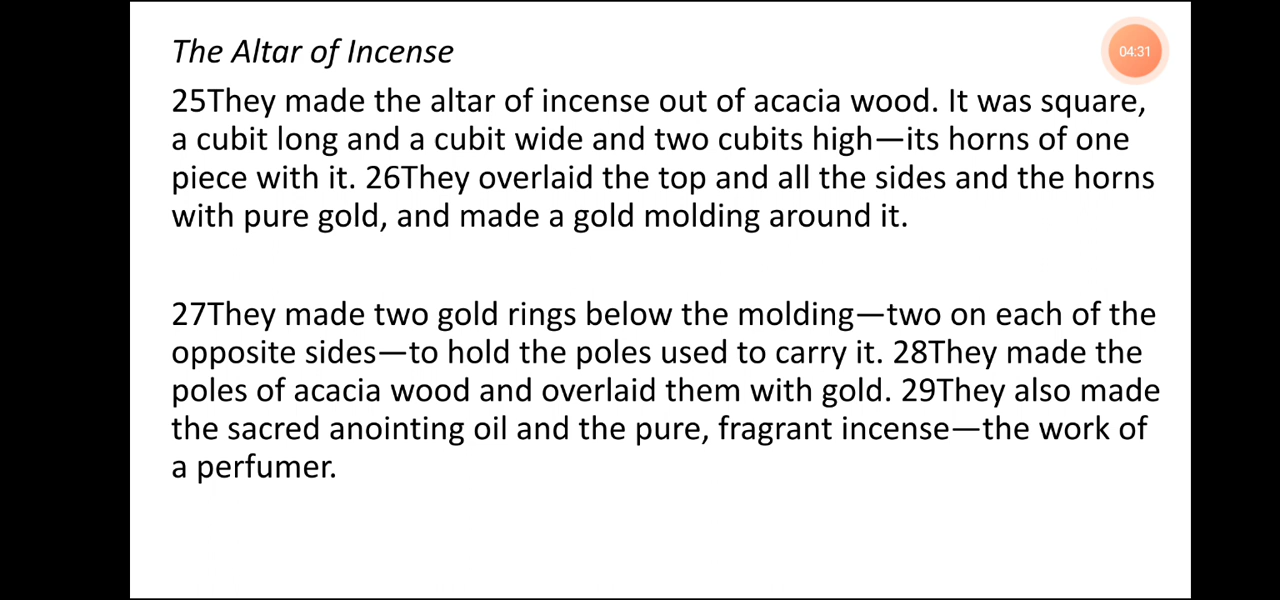 The Altar of Incense
04:31
25They made the altar of incense out of acacia wood. It was square,
a cubit long and a cubit wide and two cubits high—its horns of one
piece with it. 26They overlaid the top and all the sides and the horns
with pure gold, and made a gold molding around it.
27They made two gold rings below the molding—two on each of the
opposite sides—to hold the poles used to carry it. 28They made the
poles of acacia wood and overlaid them with gold. 29They also made
the sacred anointing oil and the pure, fragrant incense—the work of
a perfumer.